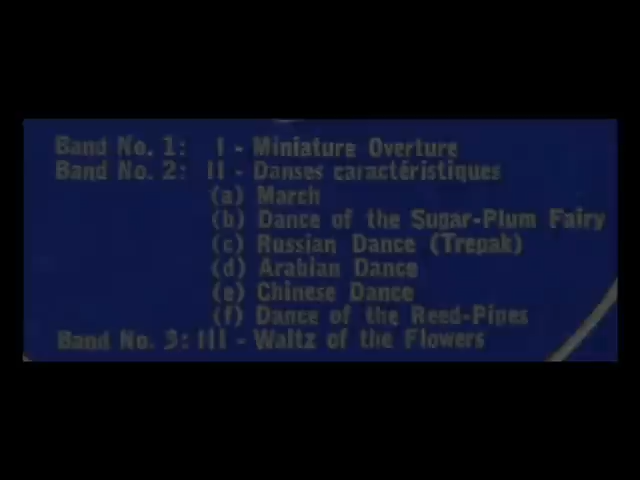 Band No. 1: I - Miniature Overture
Band No. 2: II - Danses caractéristiques
(a) March
(b) Dance of the Sugar-Plum Fairy
(c) Russian Dance (Trepak)
(d) Arabian Dance
(e) Chinese Dance
(f) Dance of the Reed-Pipes
Band No. 3: III - Waltz of the Flowers